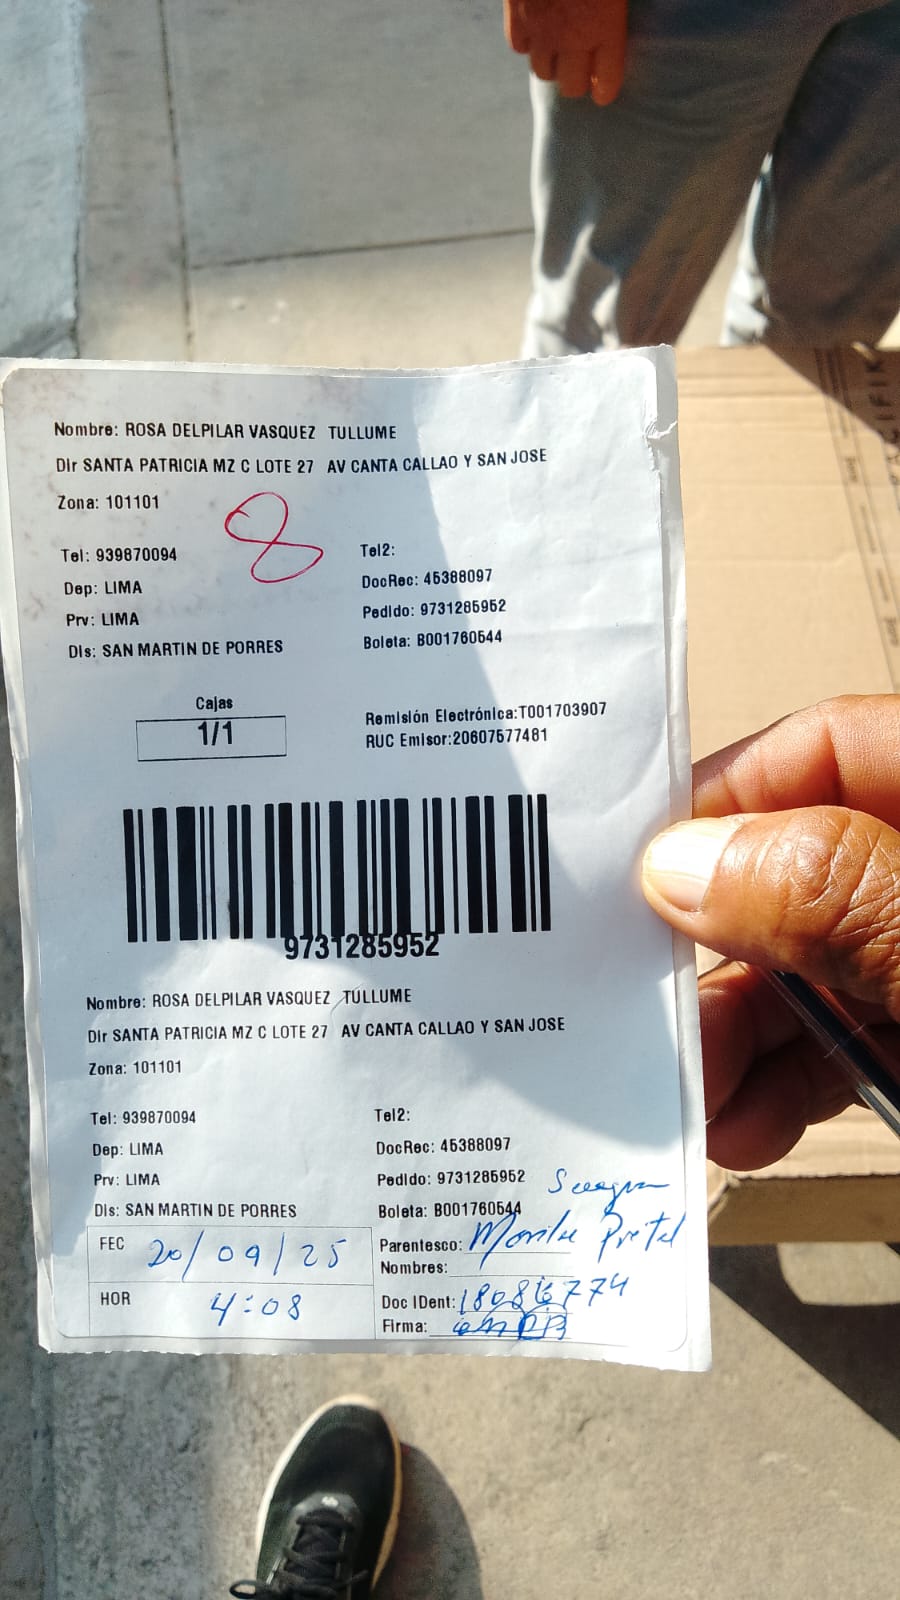 Nombre: ROSA DELPILAR VASQUEZ TULLUME
Dir SANTA PATRICIA MZ C LOTE 27 AV CANTA CALLAO Y SAN JOSE
Zona: 101101
8
Tel: 939870094 Tel2:
Dep: LIMA DocRec: 45388097
Prv: LIMA Pedido: 9731285952
Dis: SAN MARTIN DE PORRES Boleta: B001760544
Cajas
1/1
Remisión Electrónica:T001703907
RUC Emisor:20607577481
9731285952
Nombre: ROSA DELPILAR VASQUEZ TULLUME
Dir SANTA PATRICIA MZ C LOTE 27 AV CANTA CALLAO Y SAN JOSE
Zona: 101101
Tel: 939870094 Tel2:
Dep: LIMA DocRec: 45388097
Prv: LIMA Pedido: 9731285952
Dis: SAN MARTIN DE PORRES Boleta: B001760544
FEC 20/09/25
HOR 4:08
Parentesco:
Nombres:
Doc IDent: 18086774
Firma: